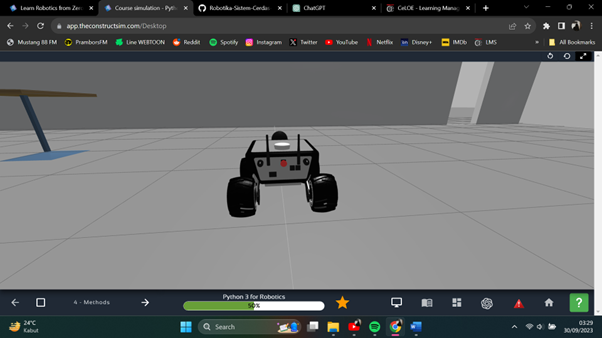 Learn Robotics from Zer
Course simulation - Pyth
Robotika-Sistem-Cerdas
ChatGPT
CeLOE - Learning Manag
app.theconstructsim.com/Desktop
Mustang 88 FM
PramborsFM
Line WEBTOON
Reddit
Spotify
Instagram
Twitter
YouTube
Netflix
Disney+
IMDb
LMS
»
All Bookmarks
4 - Methods
Python 3 for Robotics
50%
?
24°C
Kabut
Search
03:29
30/09/2023